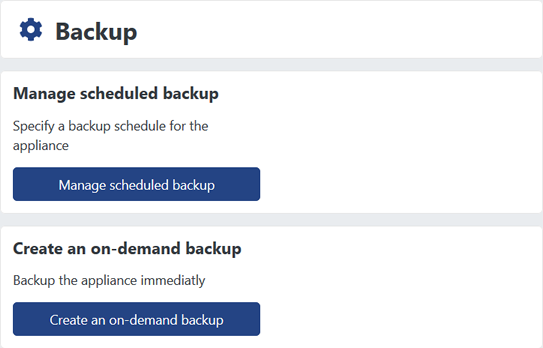 Backup
Manage scheduled backup
Specify a backup schedule for the
appliance
Manage scheduled backup
Create an on-demand backup
Backup the appliance immediatly
Create an on-demand backup